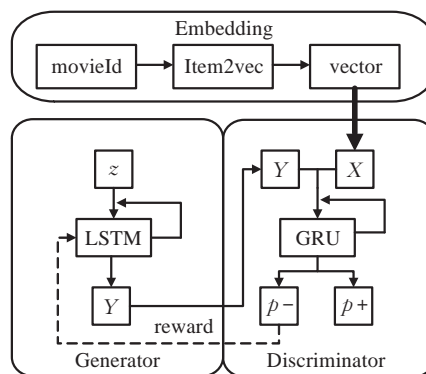 Embedding
movieId Item2vec vector
z Y X
LSTM GRU
Y p− p+
reward
Generator Discriminator